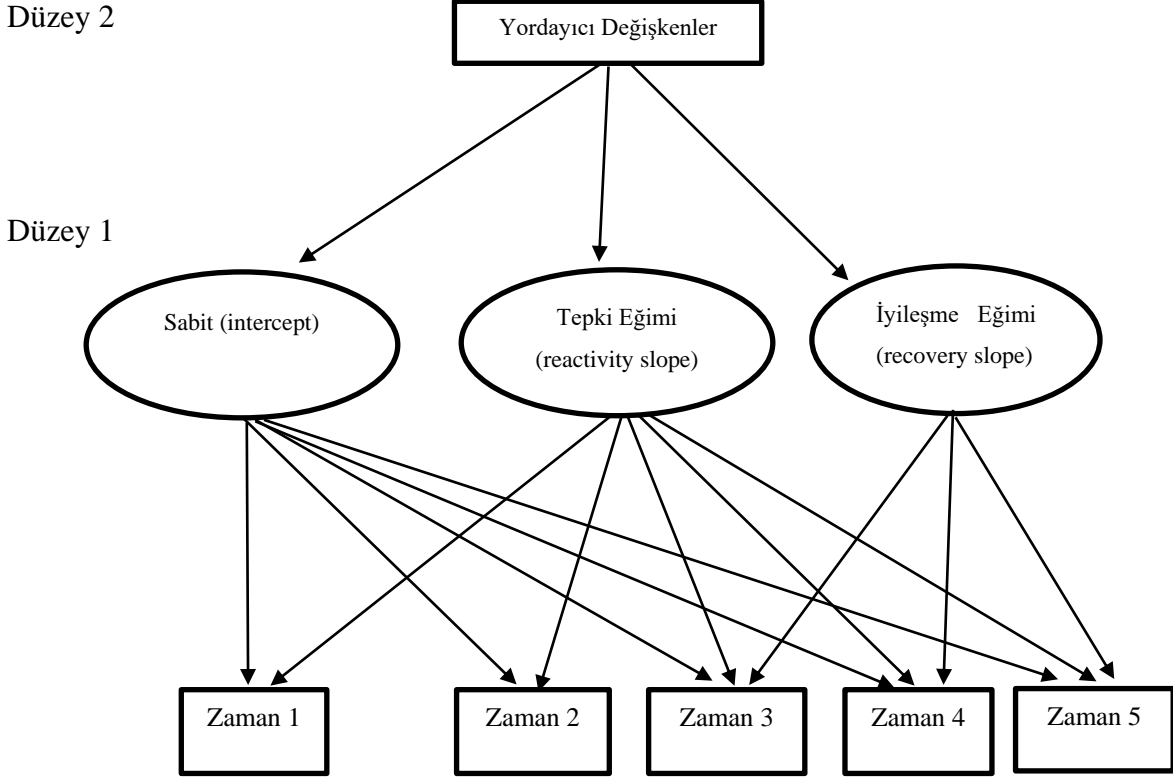 Düzey 2
Yordayıcı Değişkenler
Düzey 1
Sabit (intercept)
Tepki Eğimi
(reactivity slope)
İyileşme Eğimi
(recovery slope)
Zaman 1
Zaman 2
Zaman 3
Zaman 4
Zaman 5